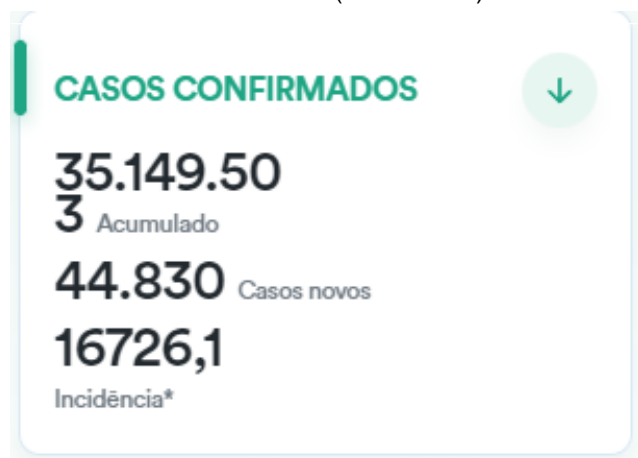 CASOS CONFIRMADOS
35.149.50
3 Acumulado
44.830 Casos novos
16726,1
Incidência*